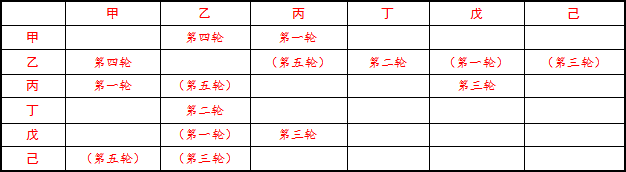 甲 乙 丙 丁 戊 己
甲 第四轮 第一轮
乙 第四轮 （第五轮） 第二轮 （第一轮） （第三轮）
丙 第一轮 （第五轮） 第三轮
丁 第二轮
戊 （第一轮） 第三轮
己 （第五轮） （第三轮）